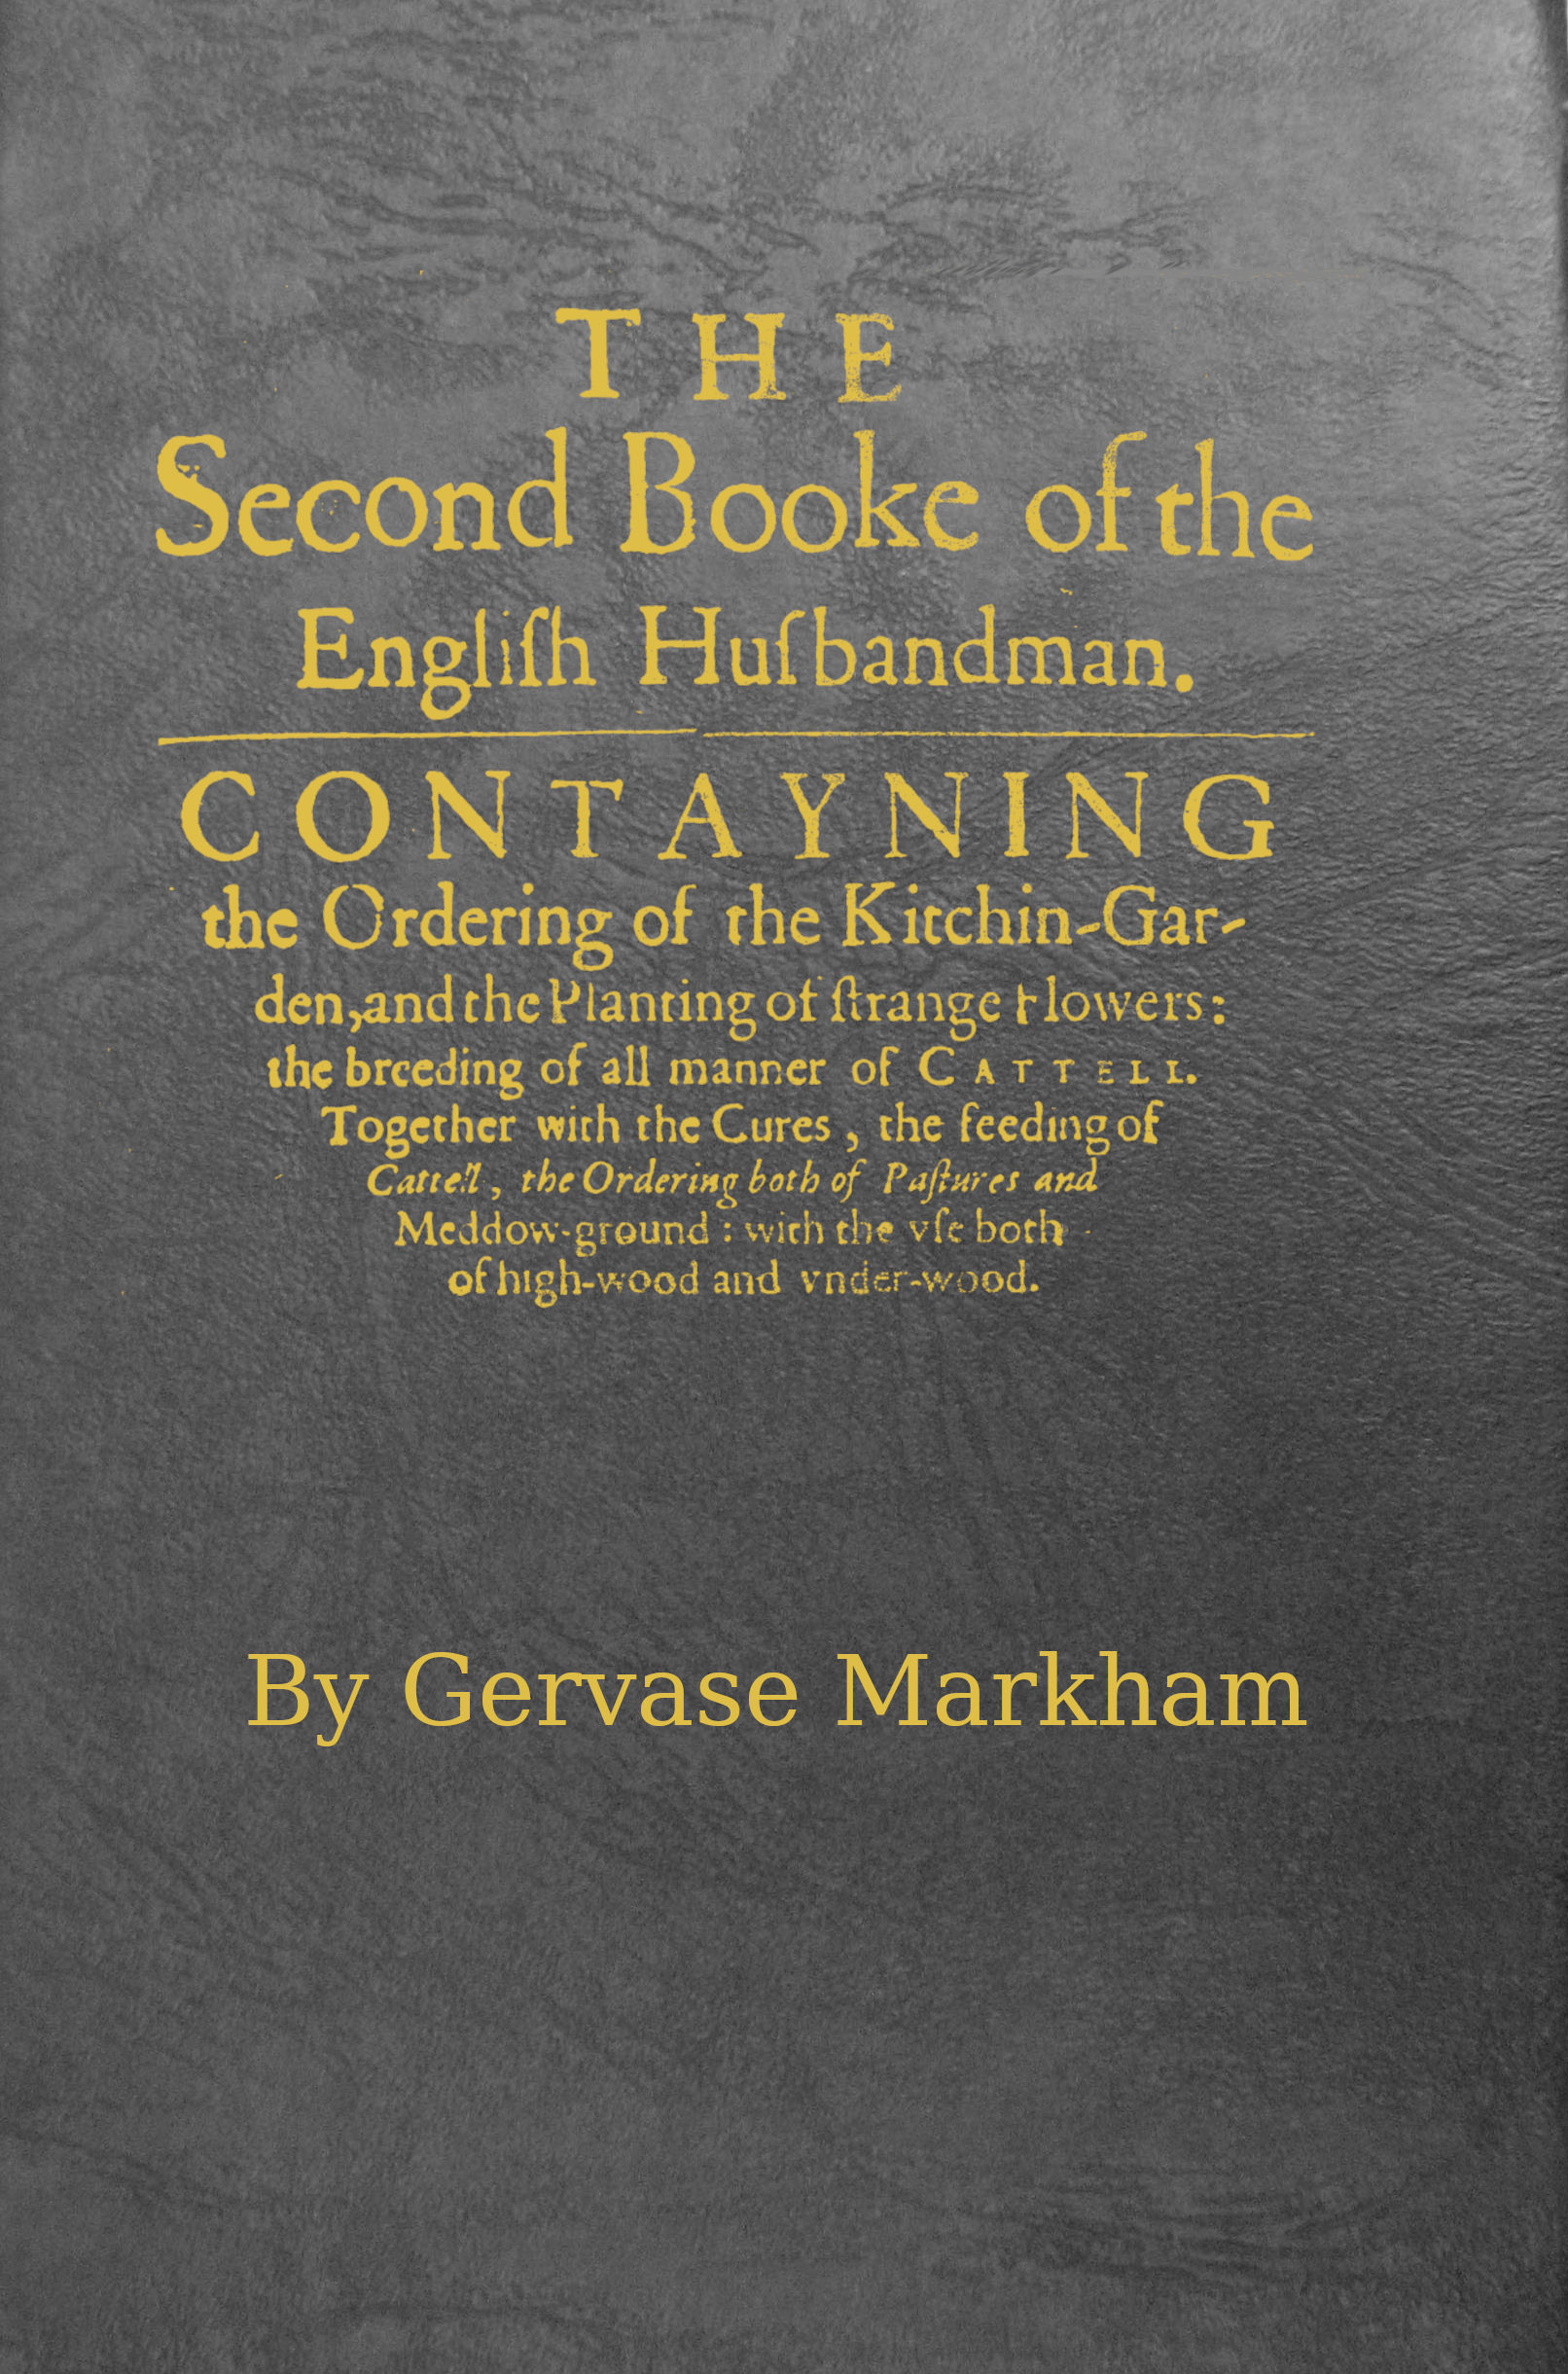 THE
Second Booke of the
Engliſh Huſbandman.
CONTAYNING
the Ordering of the Kitchin-Gar-
den, and the Planting of ſtrange Flowers:
the breeding of all manner of CATTELL.
Together with the Cures, the feeding of
Cattell, the Ordering both of Paſtures and
Meddow-ground: with the vſe both
of high-wood and vnder-wood.
By Gervase Markham